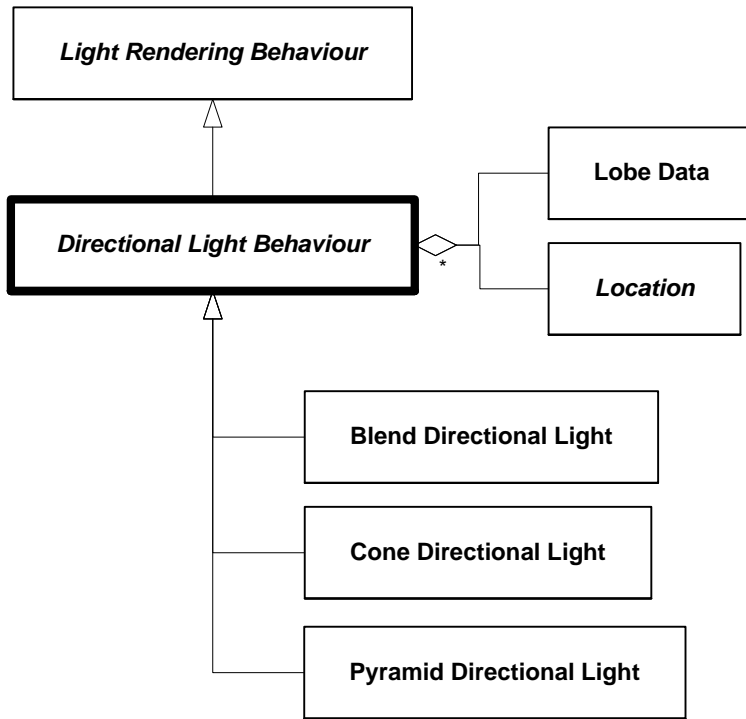 Light Rendering Behaviour
Lobe Data
Directional Light Behaviour
*
Location
Blend Directional Light
Cone Directional Light
Pyramid Directional Light